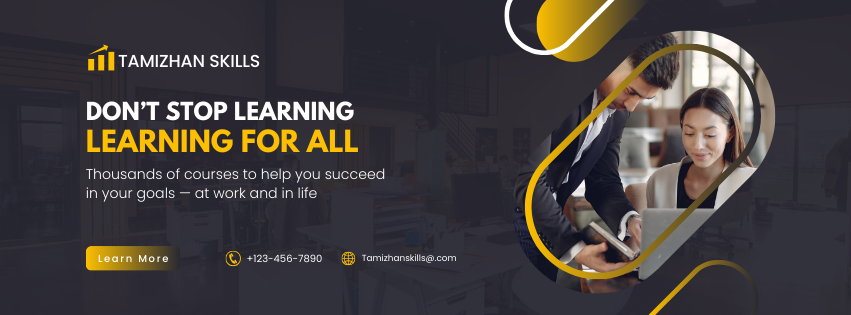 TAMIZHAN SKILLS
DON'T STOP LEARNING
LEARNING FOR ALL
Thousands of courses to help you succeed
in your goals — at work and in life
Learn More
+123-456-7890
Tamizhanskills@.com